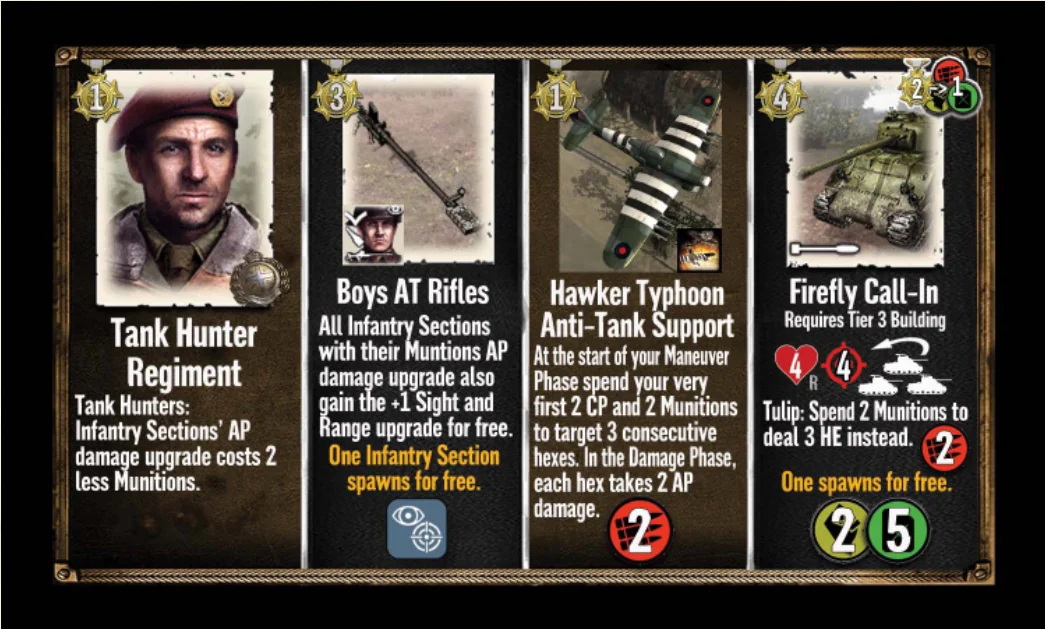 1
Tank Hunter
Regiment
Tank Hunters:
Infantry Sections' AP
damage upgrade costs 2
less Munitions.
3
Boys AT Rifles
All Infantry Sections
with their Muntions AP
damage upgrade also
gain the +1 Sight and
Range upgrade for free.
One Infantry Section
spawns for free.
1
Hawker Typhoon
Anti-Tank Support
At the start of your Maneuver
Phase spend your very
first 2 CP and 2 Munitions
to target 3 consecutive
hexes. In the Damage Phase,
each hex takes 2 AP
damage.
2
4
2 -> 1
Firefly Call-In
Requires Tier 3 Building
4 R 4
Tulip: Spend 2 Munitions to
deal 3 HE instead. 2
One spawns for free.
2 5